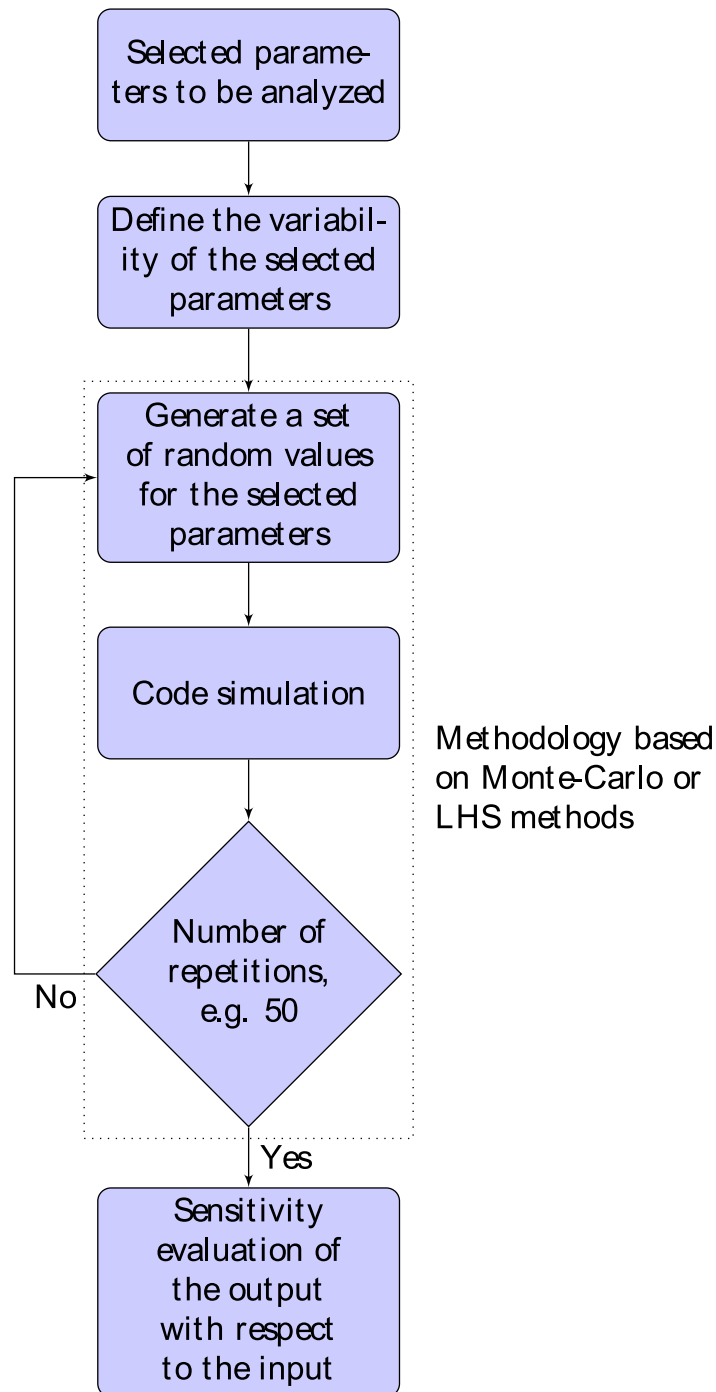 Selected parame-
ters to be analyzed
Define the variabil-
ity of the selected
parameters
Generate a set
of random values
for the selected
parameters
Code simulation
Methodology based
on Monte-Carlo or
LHS methods
Number of
repetitions,
e.g. 50
No
Yes
Sensitivity
evaluation of
the output
with respect
to the input